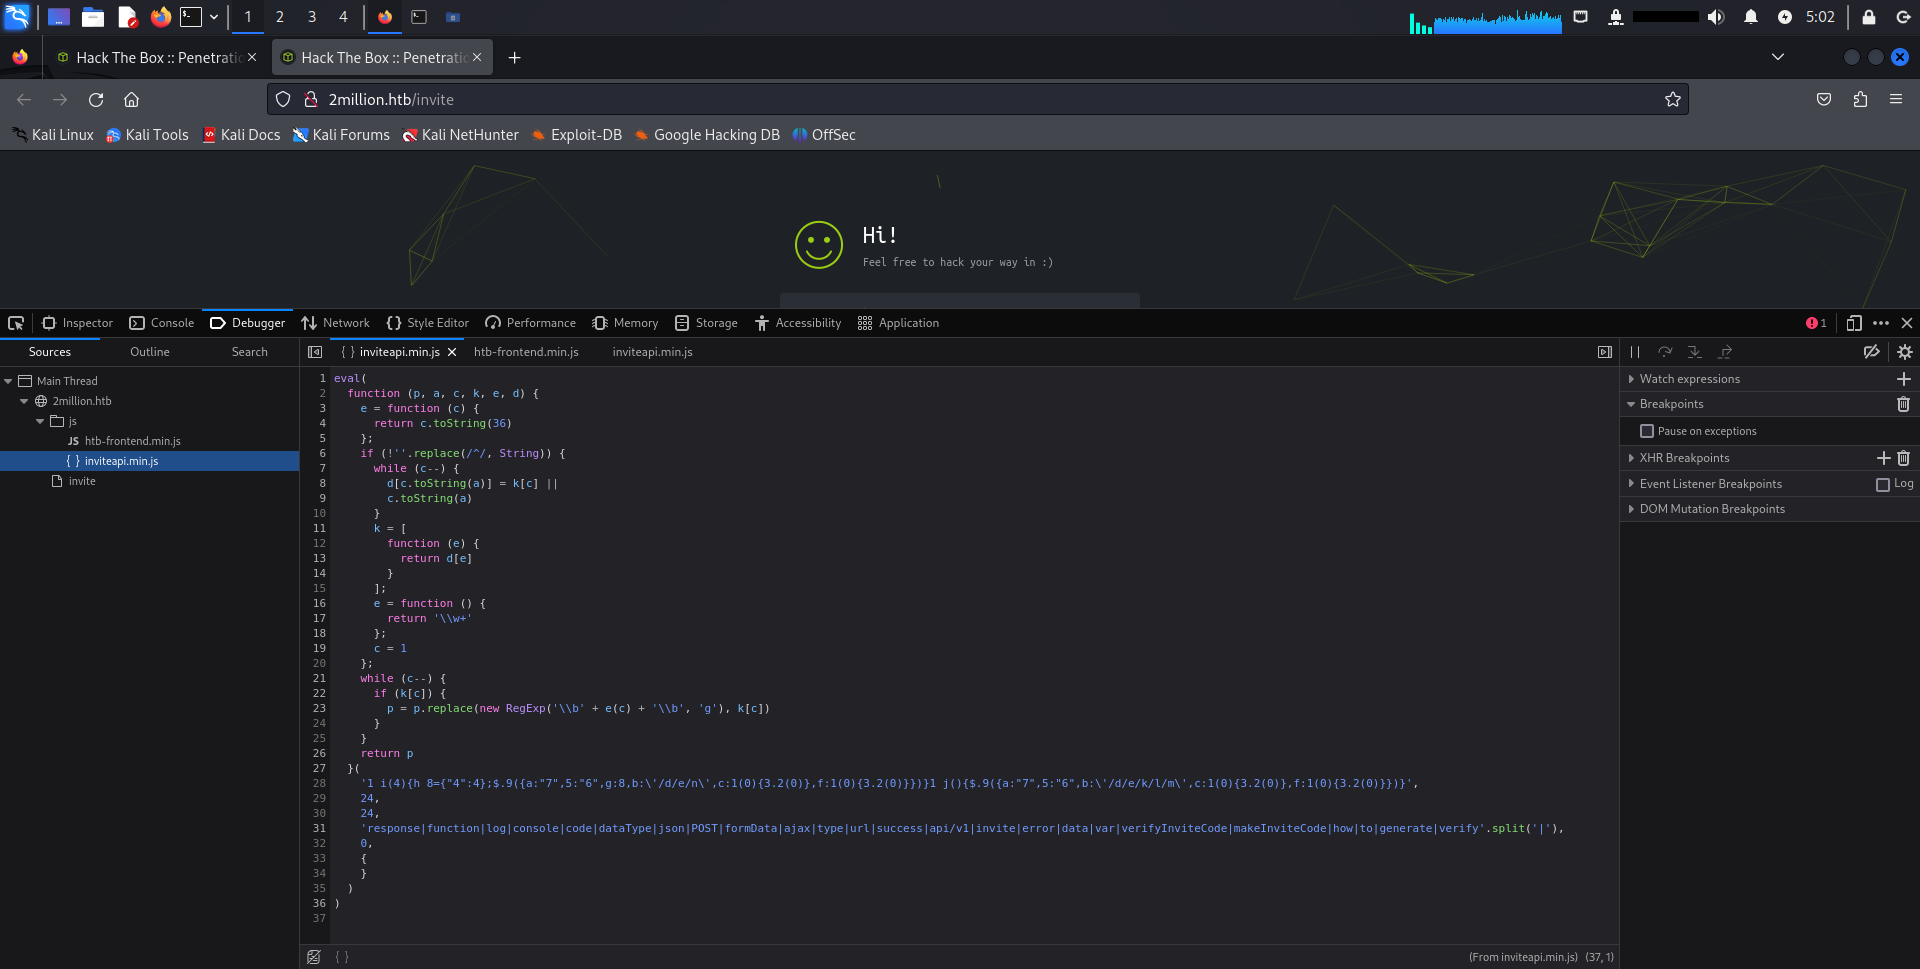 1 2 3 4 5:02
Hack The Box :: Penetratio Hack The Box :: Penetratio
2million.htb/invite
Kali Linux Kali Tools Kali Docs Kali Forums Kali NetHunter Exploit-DB Google Hacking DB OffSec
Hi!
Feel free to hack your way in :)
Inspector Console Debugger Network Style Editor Performance Memory Storage Accessibility Application 1
Sources Outline Search
{ } inviteapi.min.js htb-frontend.min.js inviteapi.min.js
Main Thread
2million.htb
js
JS htb-frontend.min.js
{ } inviteapi.min.js
invite
1 eval(
2 function (p, a, c, k, e, d) {
3 e = function (c) {
4 return c.toString(36)
5 };
6 if (!''.replace(/^/, String)) {
7 while (c--) {
8 d[c.toString(a)] = k[c] ||
9 c.toString(a)
10 }
11 k = [
12 function (e) {
13 return d[e]
14 }
15 ];
16 e = function () {
17 return '\\w+'
18 };
19 c = 1
20 };
21 while (c--) {
22 if (k[c]) {
23 p = p.replace(new RegExp('\\b' + e(c) + '\\b', 'g'), k[c])
24 }
25 }
26 return p
27 }(
28 '1 i(4){h 8={"4":4};$.9({a:"7",5:"6",g:8,b:\'/d/e/n\',c:1(0){3.2(0)},f:1(0){3.2(0)}})}1 j(){$.9({a:"7",5:"6",b:\'/d/e/k/l/m\',c:1(0){3.2(0)},f:1(0){3.2(0)}})}',
29 24,
30 24,
31 'response|function|log|console|code|dataType|json|POST|formData|ajax|type|url|success|api/v1|invite|error|data|var|verifyInviteCode|makeInviteCode|how|to|generate|verify'.split('|'),
32 0,
33 {
34 }
35 )
36 )
37
(From inviteapi.min.js) (37, 1)
Watch expressions
Breakpoints
Pause on exceptions
XHR Breakpoints
Event Listener Breakpoints Log
DOM Mutation Breakpoints